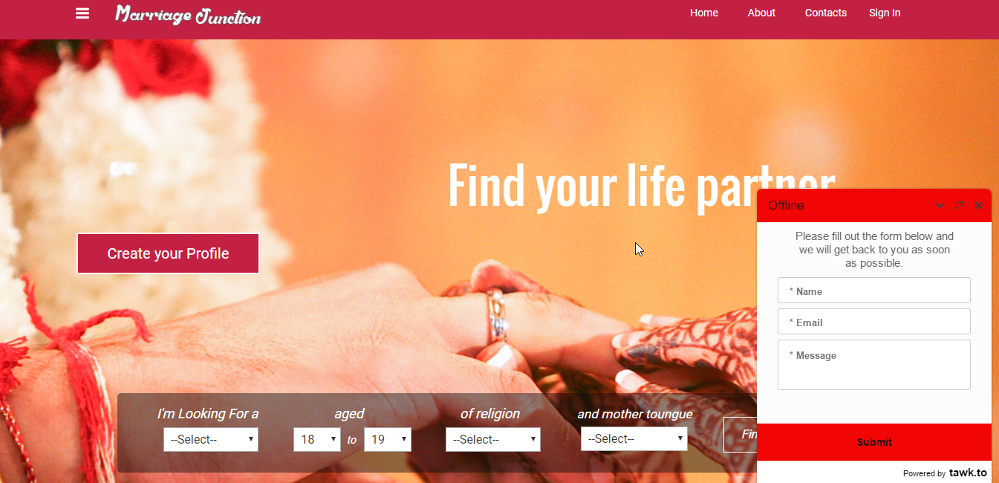 Marriage Junction
Home About Contacts Sign In
Find your life partner
Create your Profile
I'm Looking For a
--Select--
aged
18 to 19
of religion
--Select--
and mother toungue
--Select--
Fin
Offline
Please fill out the form below and
we will get back to you as soon
as possible.
* Name
* Email
* Message
Submit
Powered by tawk.to